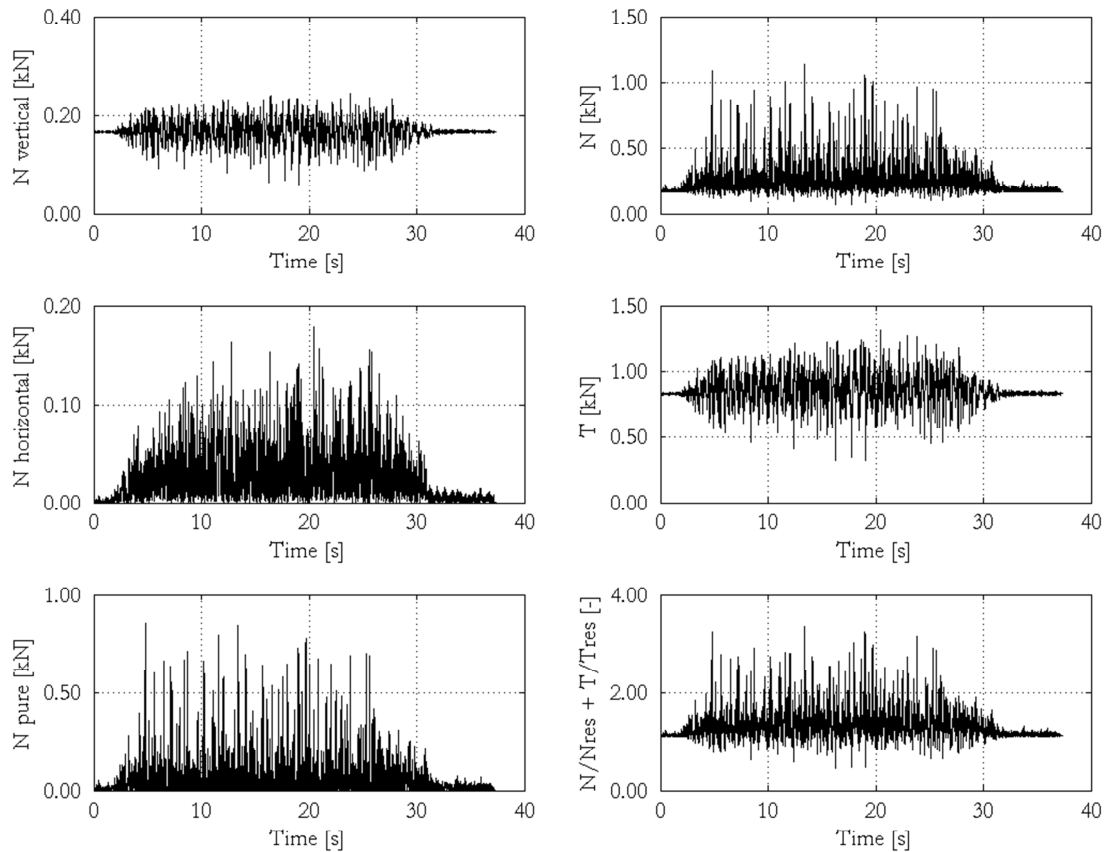 0.40
0.20
0.00
N vertical [kN]
0 10 20 30 40
Time [s]
1.50
1.00
0.50
0.00
N [kN]
0 10 20 30 40
Time [s]
0.20
0.10
0.00
N horizontal [kN]
0 10 20 30 40
Time [s]
1.50
1.00
0.50
0.00
T [kN]
0 10 20 30 40
Time [s]
1.00
0.50
0.00
N pure [kN]
0 10 20 30 40
Time [s]
4.00
2.00
0.00
N/Nres + T/Tres [-]
0 10 20 30 40
Time [s]